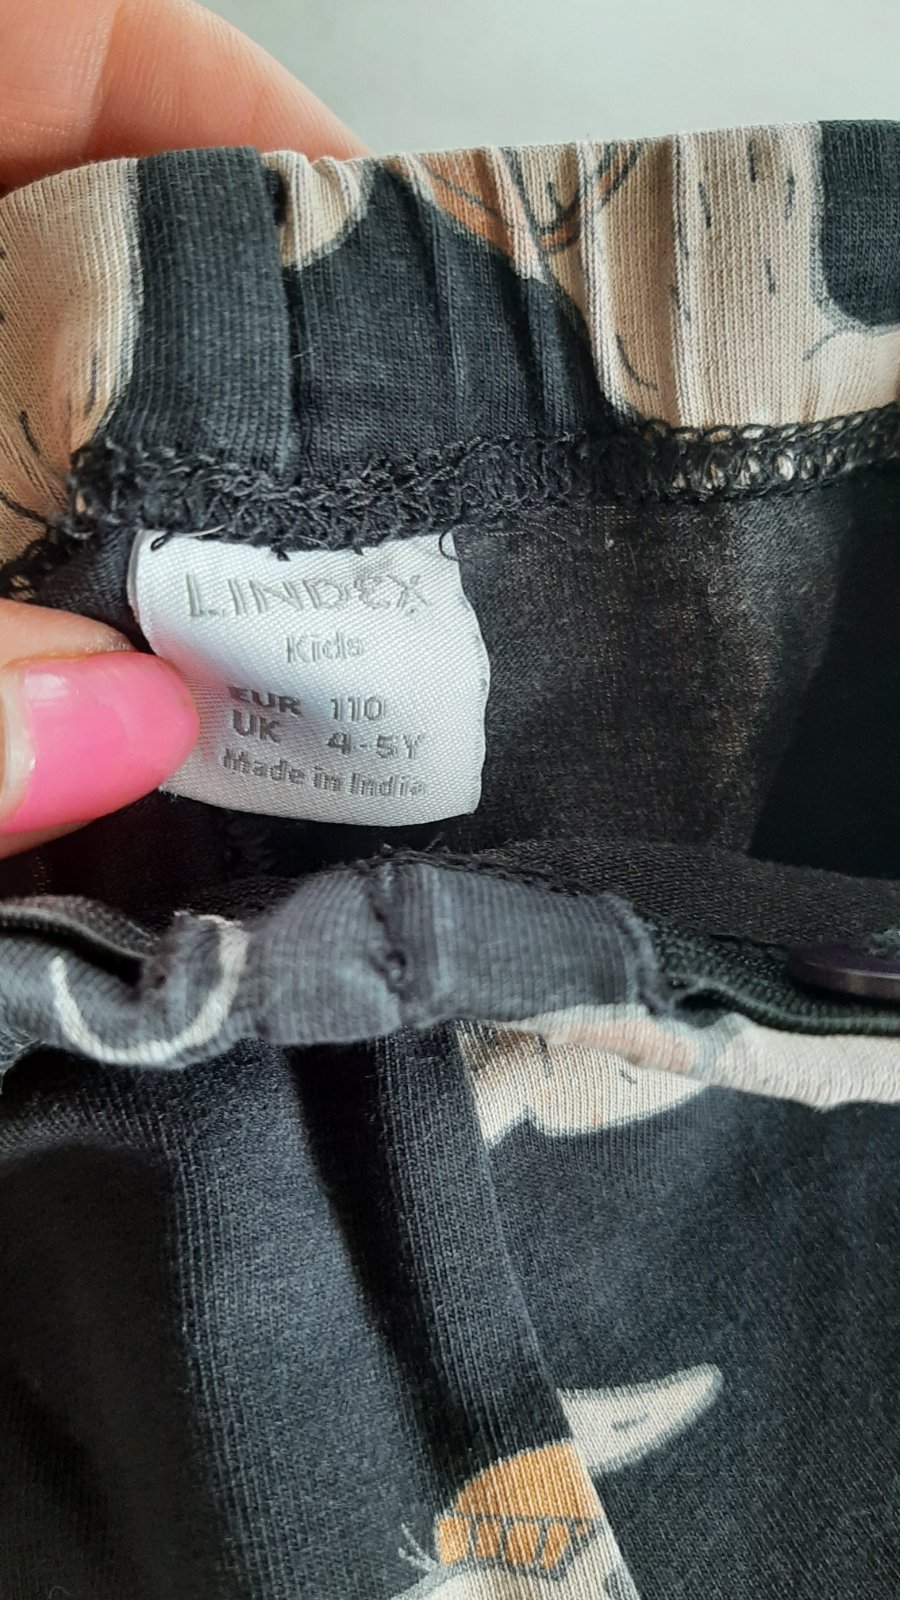 LINDEX
Kids
EUR 110
UK 4-5Y
Made in India